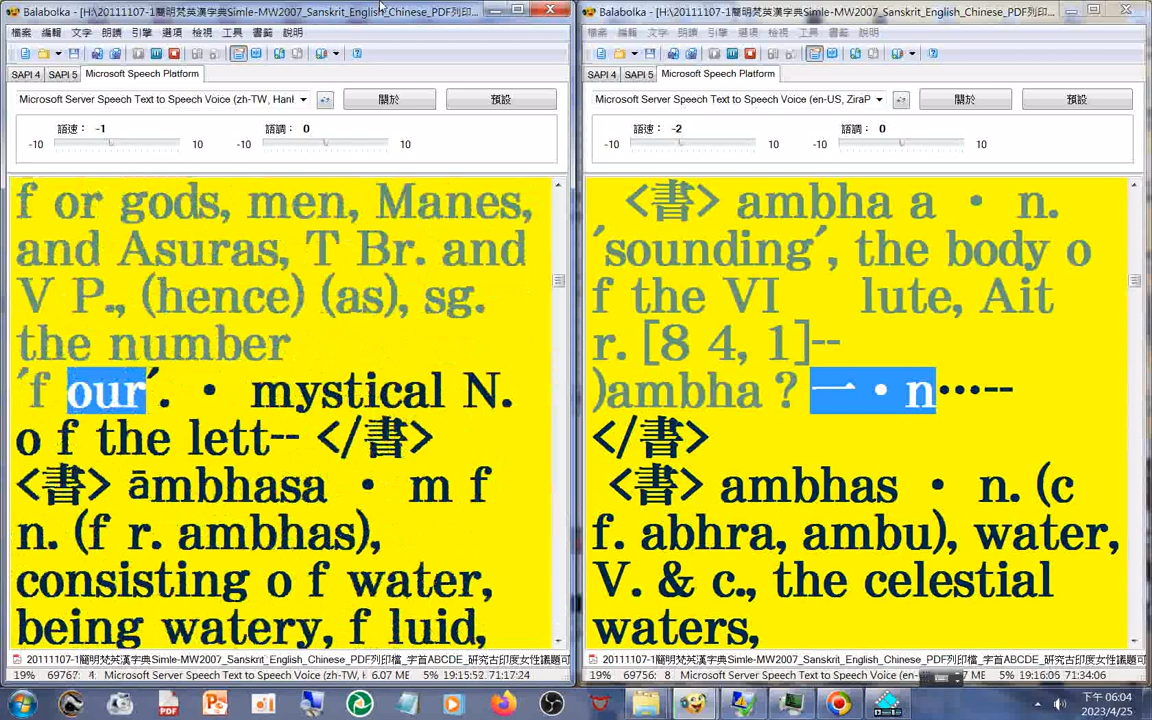 Balabolka - [H:\20111107-1簡明梵英漢字典Simle-MW2007_Sanskrit_English_Chinese_PDF列印...
檔案 編輯 文字 朗讀 引擎 選項 檢視 工具 書籤 說明
SAPI 4 SAPI 5 Microsoft Speech Platform
Microsoft Server Speech Text to Speech Voice (zh-TW, Hanl 關於 預設
語速: -1 語調: 0
-10 10 -10 10
f or gods, men, Manes,
and Asuras, T Br. and
V P., (hence) (as), sg.
the number
'f our'. • mystical N.
o f the lett-- </書>
<書> āmbhasa • m f
n. (f r. ambhas),
consisting o f water,
being watery, f luid,
20111107-1簡明梵英漢字典Simle-MW2007_Sanskrit_English_Chinese_PDF列印檔_字首ABCDE_研究古印度女性議題可
19% 69767: 4 Microsoft Server Speech Text to Speech Voice (zh-TW, 6.07 ME 5% 19:15:52.71:17:24
Balabolka - [H:\20111107-1簡明梵英漢字典Simle-MW2007_Sanskrit_English_Chinese_PDF列印...
檔案 編輯 文字 朗讀 引擎 選項 檢視 工具 書籤 說明
SAPI 4 SAPI 5 Microsoft Speech Platform
Microsoft Server Speech Text to Speech Voice (en-US, ZiraP 關於 預設
語速: -2 語調: 0
-10 10 -10 10
<書> ambha a • n.
'sounding', the body o
f the VI lute, Ait
r. [8 4, 1]--
)ambha ? 一 • n…--
</書>
<書> ambhas • n. (c
f. abhra, ambu), water,
V. & c., the celestial
waters,
20111107-1簡明梵英漢字典Simle-MW2007_Sanskrit_English_Chinese_PDF列印檔_字首ABCDE_研究古印度女性議題可
19% 69756: 8 Microsoft Server Speech Text to Speech Voice 5% 19:16:05.71:34:06
下午 06:04
2023/4/25